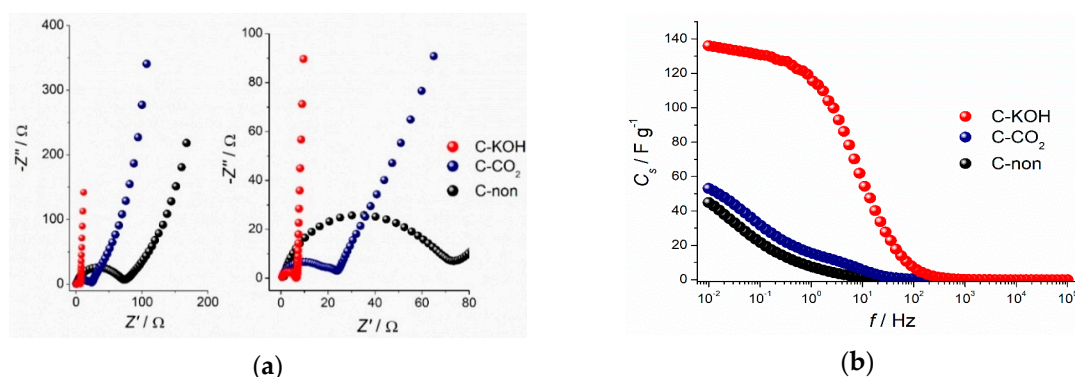 400
300
200
100
0
-Z″ / Ω
0
100
200
Z′ / Ω
100
80
60
40
20
0
-Z″ / Ω
0
20
40
60
80
Z′ / Ω
C-KOH
C-CO₂
C-non
(a)
140
120
100
80
60
40
20
0
Cₛ / F g⁻¹
10⁻²
10⁻¹
10⁰
10¹
10²
10³
10⁴
10⁵
f / Hz
C-KOH
C-CO₂
C-non
(b)